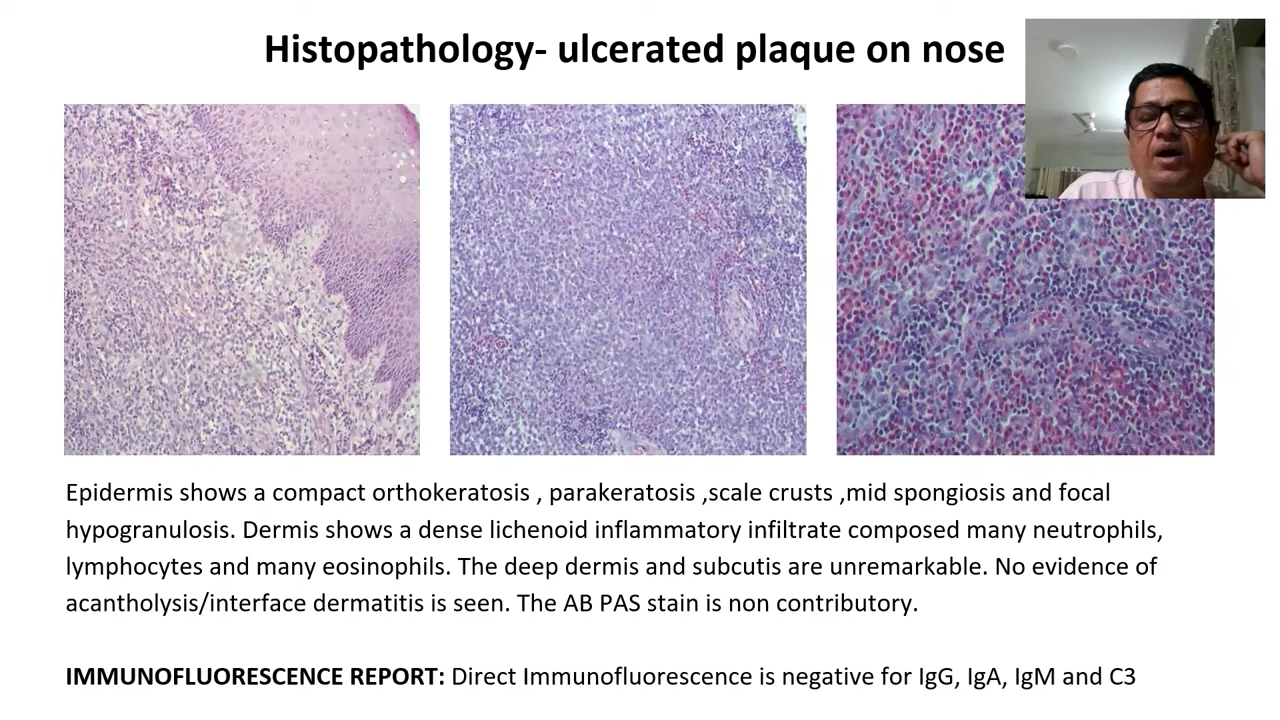 Histopathology- ulcerated plaque on nose
Epidermis shows a compact orthokeratosis , parakeratosis ,scale crusts ,mid spongiosis and focal
hypogranulosis. Dermis shows a dense lichenoid inflammatory infiltrate composed many neutrophils,
lymphocytes and many eosinophils. The deep dermis and subcutis are unremarkable. No evidence of
acantholysis/interface dermatitis is seen. The AB PAS stain is non contributory.
IMMUNOFLUORESCENCE REPORT: Direct Immunofluorescence is negative for IgG, IgA, IgM and C3